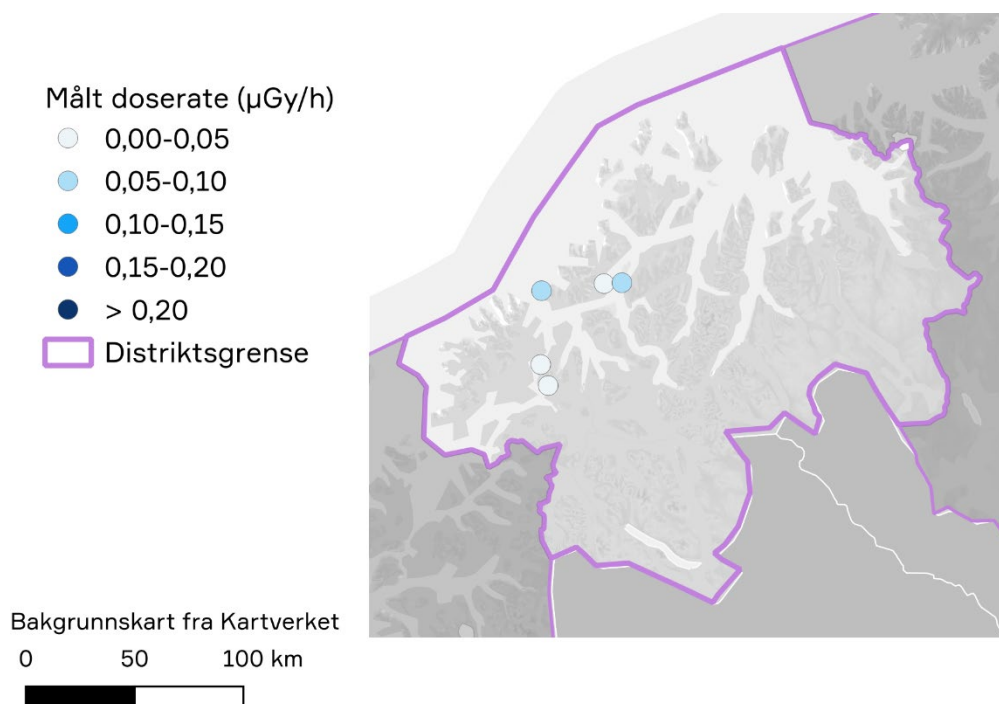 Målt doserate (µGy/h)
0,00-0,05
0,05-0,10
0,10-0,15
0,15-0,20
> 0,20
Distriktsgrense
Bakgrunnskart fra Kartverket
0 50 100 km